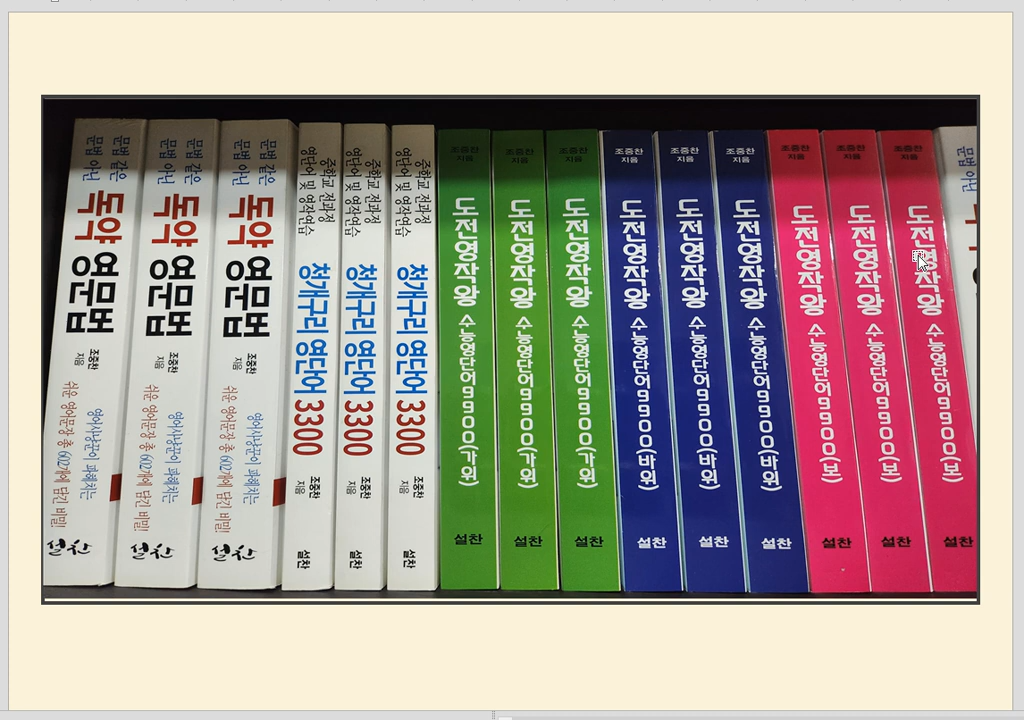 문법 같은
문법 아닌
독약
영문법
조중찬
지음
영어사냥꾼이 파헤치는
쉬운 영어문장 총 602개에 담긴 비밀!
설찬
문법 같은
문법 아닌
독약
영문법
조중찬
지음
영어사냥꾼이 파헤치는
쉬운 영어문장 총 602개에 담긴 비밀!
설찬
문법 같은
문법 아닌
독약
영문법
조중찬
지음
영어사냥꾼이 파헤치는
쉬운 영어문장 총 602개에 담긴 비밀!
설찬
중학교 전과정
영단어 및 영작연습
청개구리 영단어 3300
조중찬
지음
설찬
중학교 전과정
영단어 및 영작연습
청개구리 영단어 3300
조중찬
지음
설찬
중학교 전과정
영단어 및 영작연습
청개구리 영단어 3300
조중찬
지음
설찬
조중찬
지음
도전영작왕 수능영단어9900(가위)
설찬
조중찬
지음
도전영작왕 수능영단어9900(가위)
설찬
조중찬
지음
도전영작왕 수능영단어9900(가위)
설찬
조중찬
지음
도전영작왕 수능영단어9900(바위)
설찬
조중찬
지음
도전영작왕 수능영단어9900(바위)
설찬
조중찬
지음
도전영작왕 수능영단어9900(바위)
설찬
조중찬
지음
도전영작왕 수능영단어9900(보)
설찬
조중찬
지음
도전영작왕 수능영단어9900(보)
설찬
조중찬
지음
도전영작왕 수능영단어9900(보)
설찬
문법 아닌